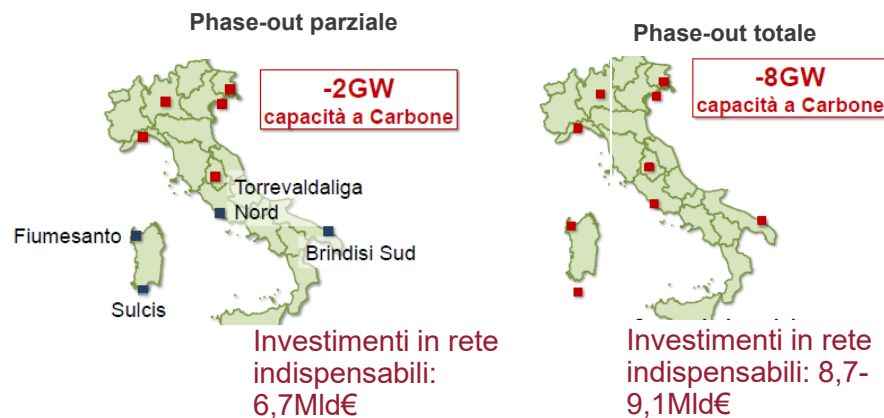 Phase-out parziale
-2GW
capacità a Carbone
Torrevaldaliga
Nord
Fiumesanto
Brindisi Sud
Sulcis
Investimenti in rete
indispensabili:
6,7Mld€
Phase-out totale
-8GW
capacità a Carbone
Investimenti in rete
indispensabili: 8,7-
9,1Mld€